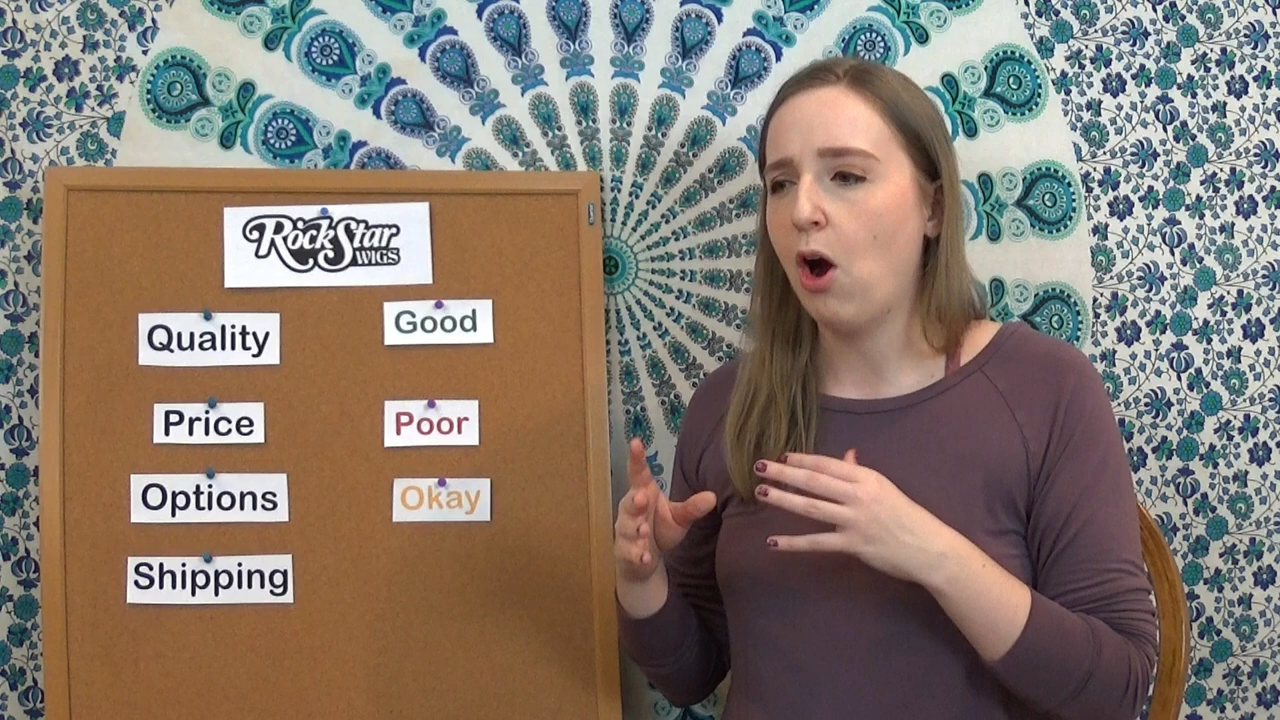 RockStar
WIGS
Quality Good
Price Poor
Options Okay
Shipping